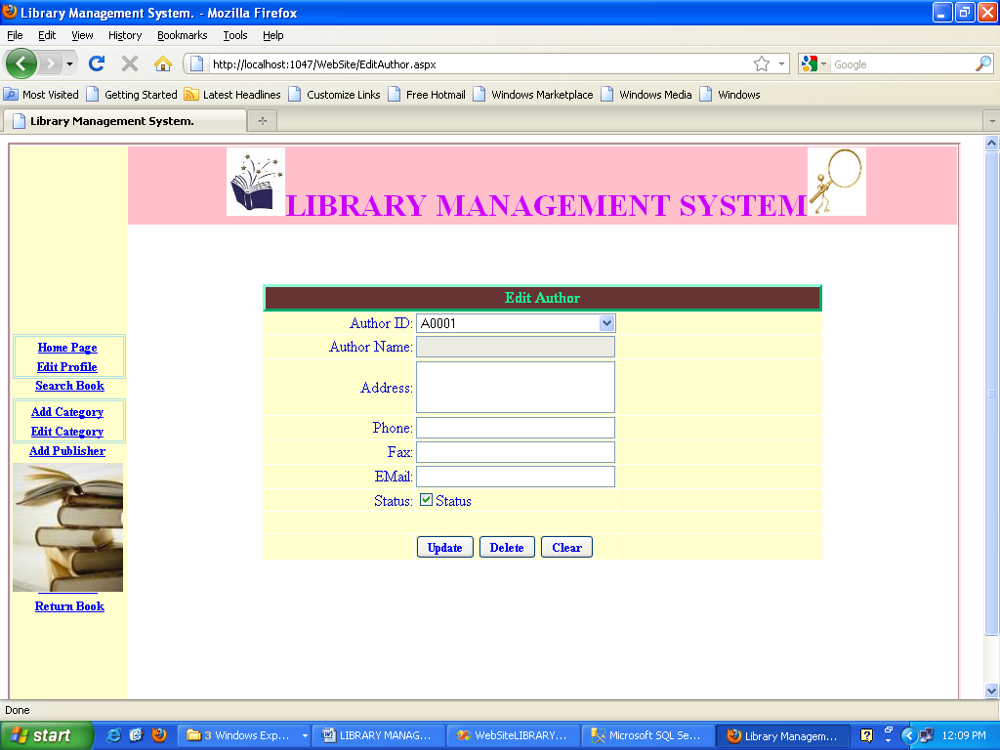 Library Management System. - Mozilla Firefox
File Edit View History Bookmarks Tools Help
http://localhost:1047/WebSite/EditAuthor.aspx
Google
Most Visited Getting Started Latest Headlines Customize Links Free Hotmail Windows Marketplace Windows Media Windows
Library Management System.
LIBRARY MANAGEMENT SYSTEM
Edit Author
Author ID: A0001
Author Name:
Address:
Phone:
Fax:
EMail:
Status: Status
Update Delete Clear
Home Page
Edit Profile
Search Book
Add Category
Edit Category
Add Publisher
Return Book
Done
start 3 Windows Exp... LIBRARY MANAG... WebSiteLIBRARY... Microsoft SQL Se... Library Managem... 12:09 PM